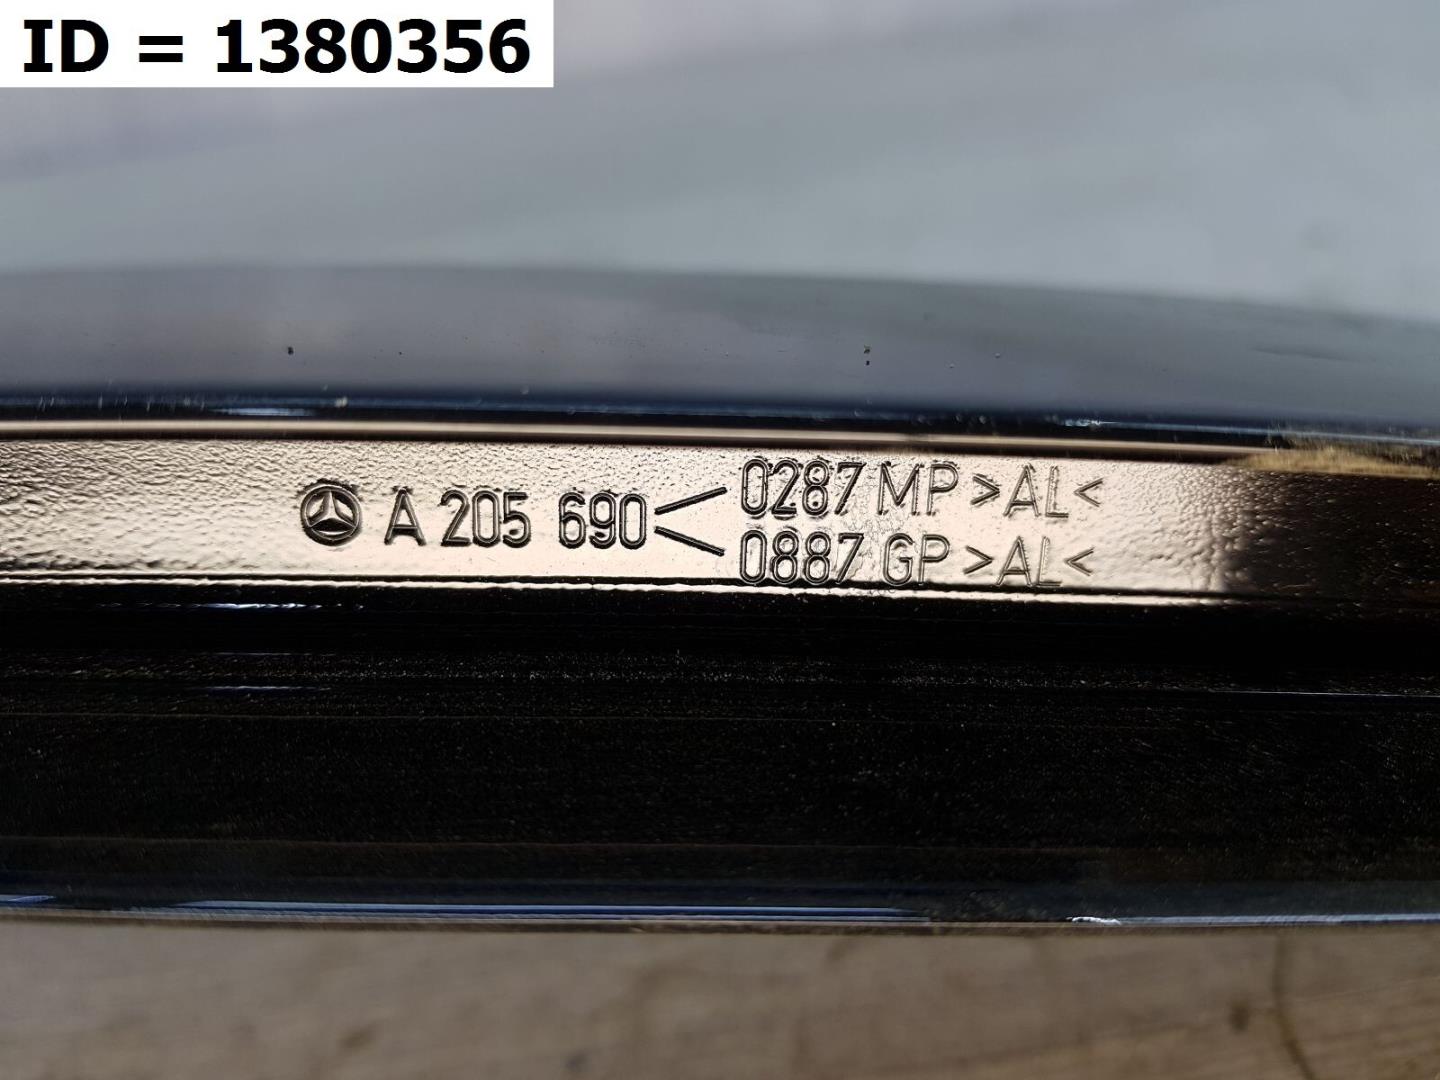 ID = 1380356
A 205 690 < 0287 MP >AL<
0887 GP >AL<